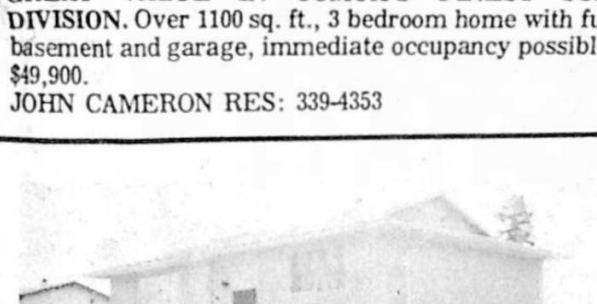 DIVISION. Over 1100 sq. ft., 3 bedroom home with fu
basement and garage, immediate occupancy possibl
$49,900.
JOHN CAMERON RES: 339-4353